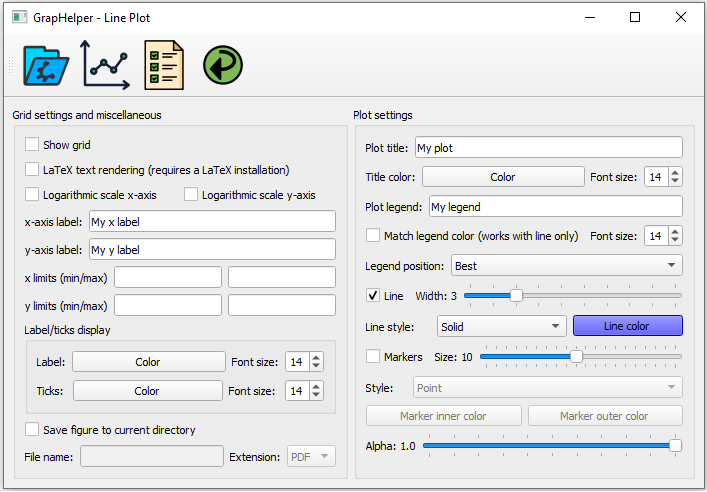 GrapHelper - Line Plot
Grid settings and miscellaneous
Show grid
LaTeX text rendering (requires a LaTeX installation)
Logarithmic scale x-axis Logarithmic scale y-axis
x-axis label: My x label
y-axis label: My y label
x limits (min/max)
y limits (min/max)
Label/ticks display
Label: Color Font size: 14
Ticks: Color Font size: 14
Save figure to current directory
File name: Extension: PDF
Plot settings
Plot title: My plot
Title color: Color Font size: 14
Plot legend: My legend
Match legend color (works with line only) Font size: 14
Legend position: Best
Line Width: 3
Line style: Solid Line color
Markers Size: 10
Style: Point
Marker inner color Marker outer color
Alpha: 1.0